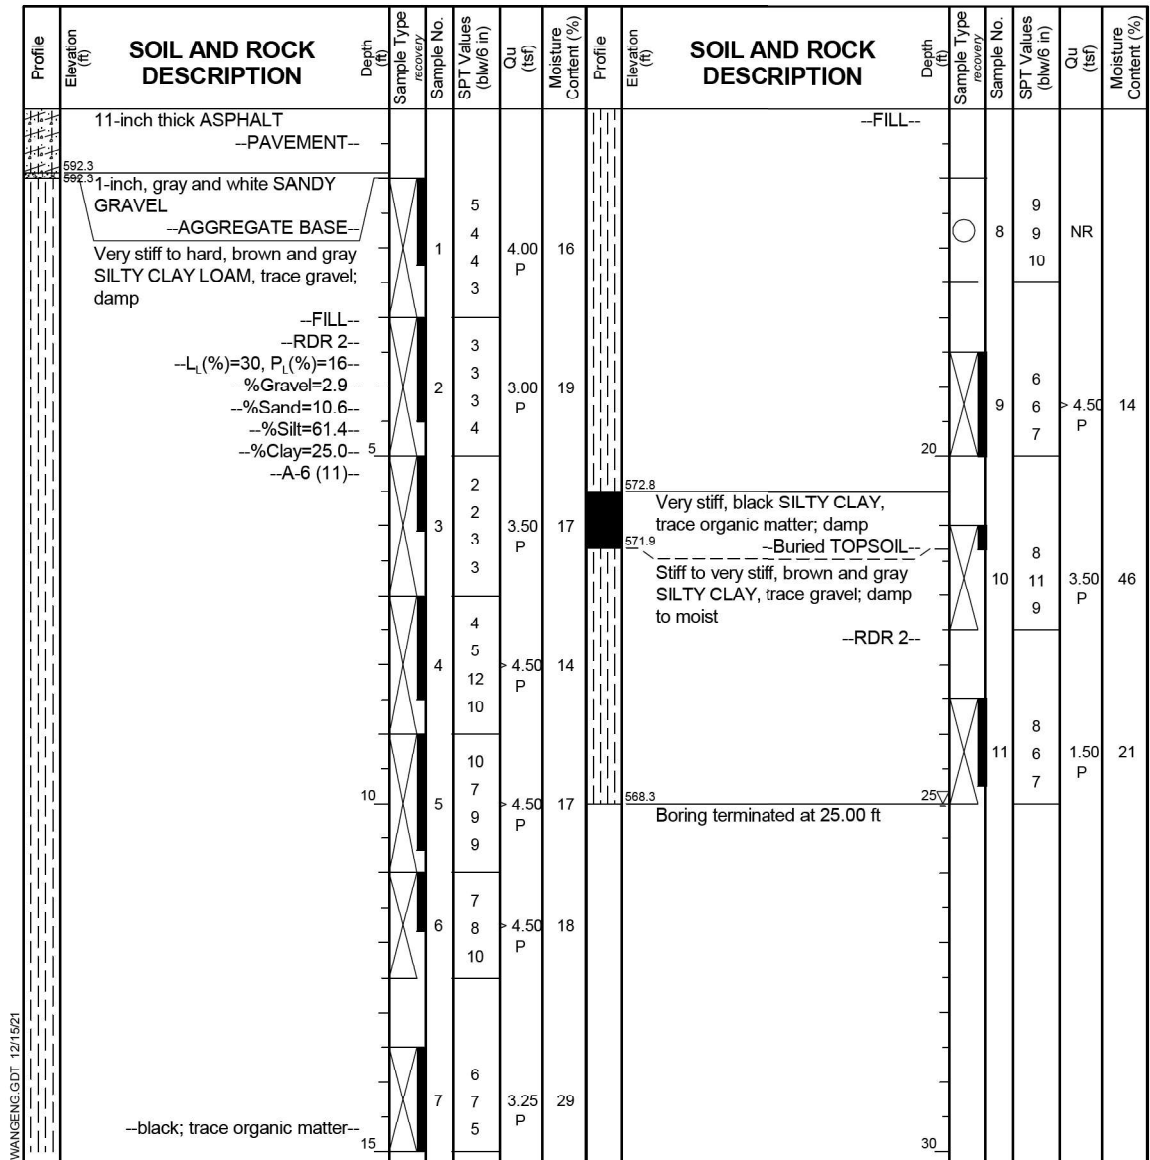 Profile
Elevation
(ft)
SOIL AND ROCK
DESCRIPTION
Depth
(ft)
Sample Type
recovery
Sample No.
SPT Values
(blw/6 in)
Qu
(tsf)
Moisture
Content (%)
11-inch thick ASPHALT
--PAVEMENT--
592.3
592.3
1-inch, gray and white SANDY
GRAVEL
--AGGREGATE BASE--
Very stiff to hard, brown and gray
SILTY CLAY LOAM, trace gravel;
damp
--FILL--
--RDR 2--
--LL(%)=30, PL(%)=16--
%Gravel=2.9
--%Sand=10.6--
--%Silt=61.4--
--%Clay=25.0--
--A-6 (11)--
5
1
5
4
4
3
4.00
P
16
2
3
3
3
4
3.00
P
19
3
2
2
3
3
3.50
P
17
4
4
5
12
10
> 4.50
P
14
10
5
10
7
9
9
> 4.50
P
17
6
7
8
10
> 4.50
P
18
7
6
7
5
3.25
P
29
--black; trace organic matter--
15
WANGENG.GDT 12/15/21
Profile
Elevation
(ft)
SOIL AND ROCK
DESCRIPTION
Depth
(ft)
Sample Type
recovery
Sample No.
SPT Values
(blw/6 in)
Qu
(tsf)
Moisture
Content (%)
--FILL--
8
9
9
10
NR
9
6
6
7
> 4.50
P
14
20
572.8
Very stiff, black SILTY CLAY,
trace organic matter; damp
571.9
--Buried TOPSOIL--
Stiff to very stiff, brown and gray
SILTY CLAY, trace gravel; damp
to moist
--RDR 2--
10
8
11
9
3.50
P
46
11
8
6
7
1.50
P
21
568.3
25
Boring terminated at 25.00 ft
30